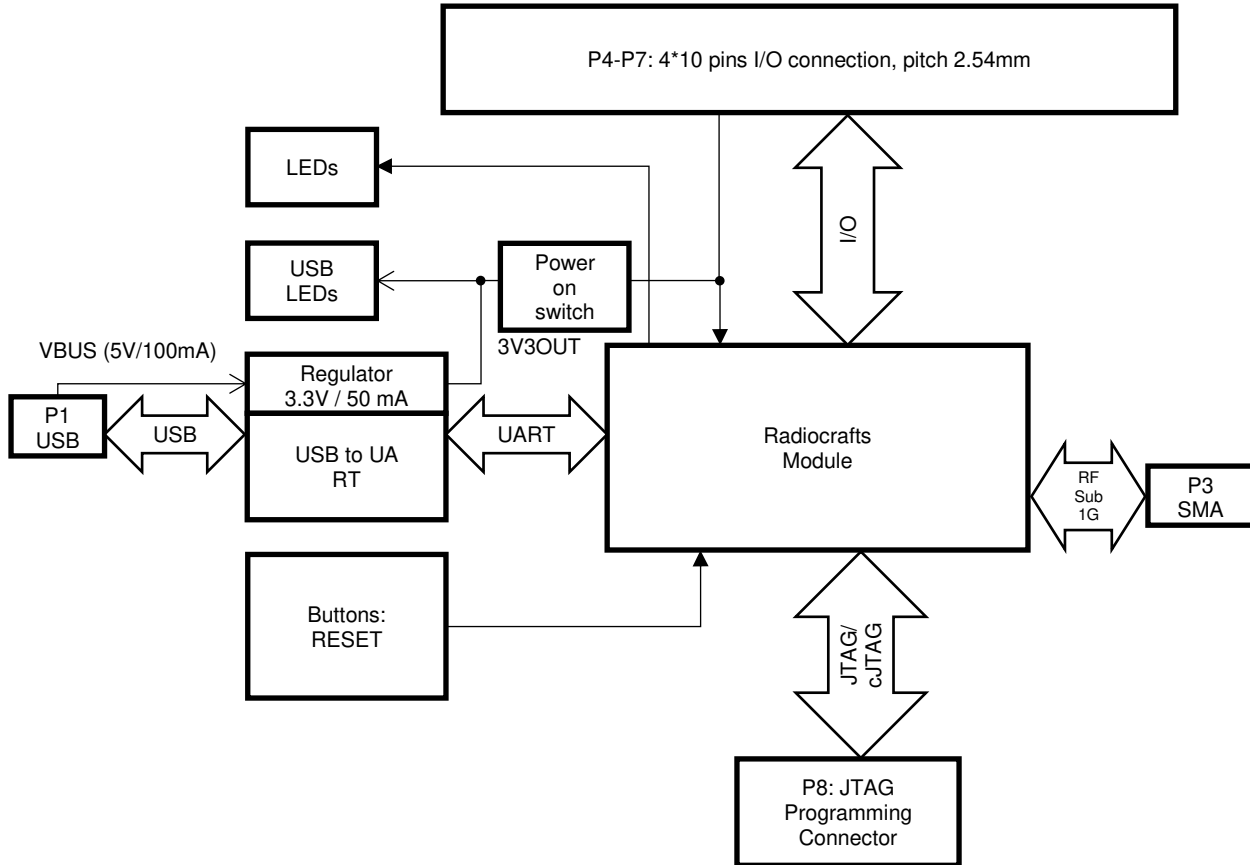 P4-P7: 4*10 pins I/O connection, pitch 2.54mm
LEDs
I/O
USB
LEDs
Power
on
switch
3V3OUT
VBUS (5V/100mA)
Regulator
3.3V / 50 mA
P1
USB
USB
USB to UA
RT
UART
Radiocrafts
Module
RF
Sub
1G
P3
SMA
Buttons:
RESET
JTAG/
cJTAG
P8: JTAG
Programming
Connector